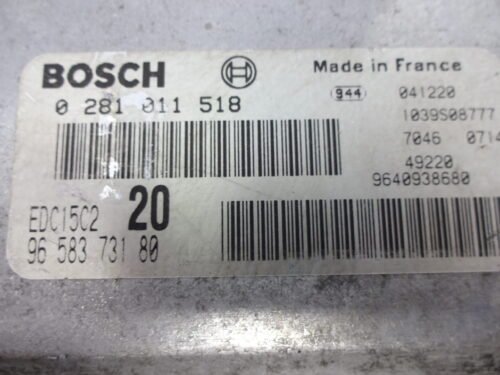 BOSCH
Made in France
0 281 011 518
944 041220
1039S08777
7046 0714
49220
9640938680
EDC15C2 20
96 583 731 80